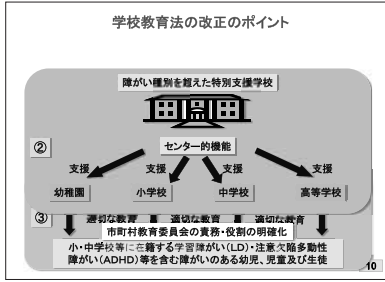 学校教育法の改正のポイント
障がい種別を超えた特別支援学校
②
センター的機能
支援 支援 支援 支援
幼稚園 小学校 中学校 高等学校
③
適切な教育 適切な教育 適切な教育
市町村教育委員会の責務・役割の明確化
小・中学校等に在籍する学習障がい(LD)・注意欠陥多動性
障がい(ADHD)等を含む障がいのある幼児、児童及び生徒
10